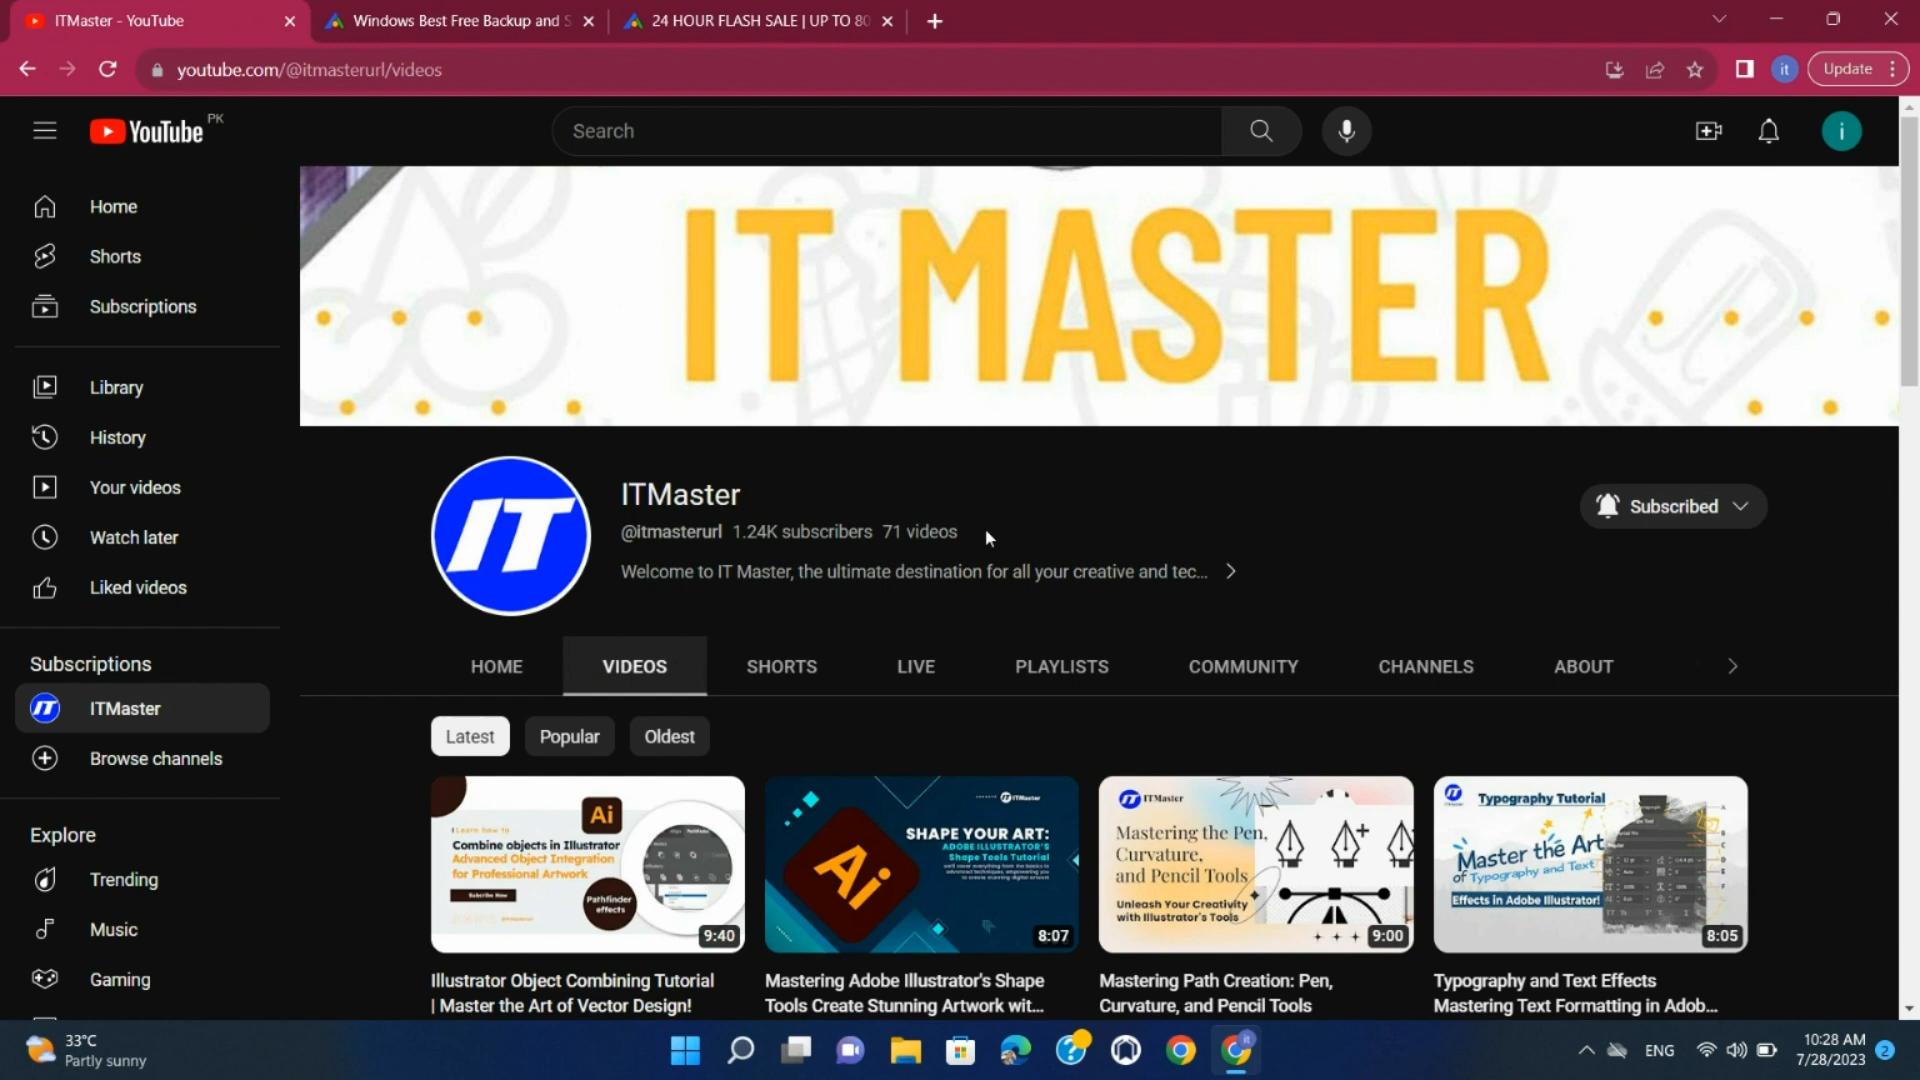 ITMaster - YouTube
Windows Best Free Backup and S
24 HOUR FLASH SALE | UP TO 80
youtube.com/@itmasterurl/videos
it
Update
YouTube PK
Search
i
Home
Shorts
Subscriptions
Library
History
Your videos
Watch later
Liked videos
Subscriptions
ITMaster
Browse channels
Explore
Trending
Music
Gaming
IT MASTER
IT
ITMaster
@itmasterurl 1.24K subscribers 71 videos
Welcome to IT Master, the ultimate destination for all your creative and tec...
Subscribed
HOME
VIDEOS
SHORTS
LIVE
PLAYLISTS
COMMUNITY
CHANNELS
ABOUT
Latest
Popular
Oldest
Learn how to
Combine objects in Illustrator
Advanced Object Integration
for Professional Artwork
Subscribe Now
Ai
Pathfinder
effects
9:40
Illustrator Object Combining Tutorial
| Master the Art of Vector Design!
ITMaster
Ai
SHAPE YOUR ART:
ADOBE ILLUSTRATOR'S
Shape Tools Tutorial
8:07
Mastering Adobe Illustrator's Shape
Tools Create Stunning Artwork wit...
ITMaster
Mastering the Pen,
Curvature,
and Pencil Tools
Unleash Your Creativity
with Illustrator's Tools
9:00
Mastering Path Creation: Pen,
Curvature, and Pencil Tools
Typography Tutorial
Master the Art
of Typography and Text
Effects in Adobe Illustrator!
8:05
Typography and Text Effects
Mastering Text Formatting in Adob...
33°C
Partly sunny
ENG
10:28 AM
7/28/2023
2